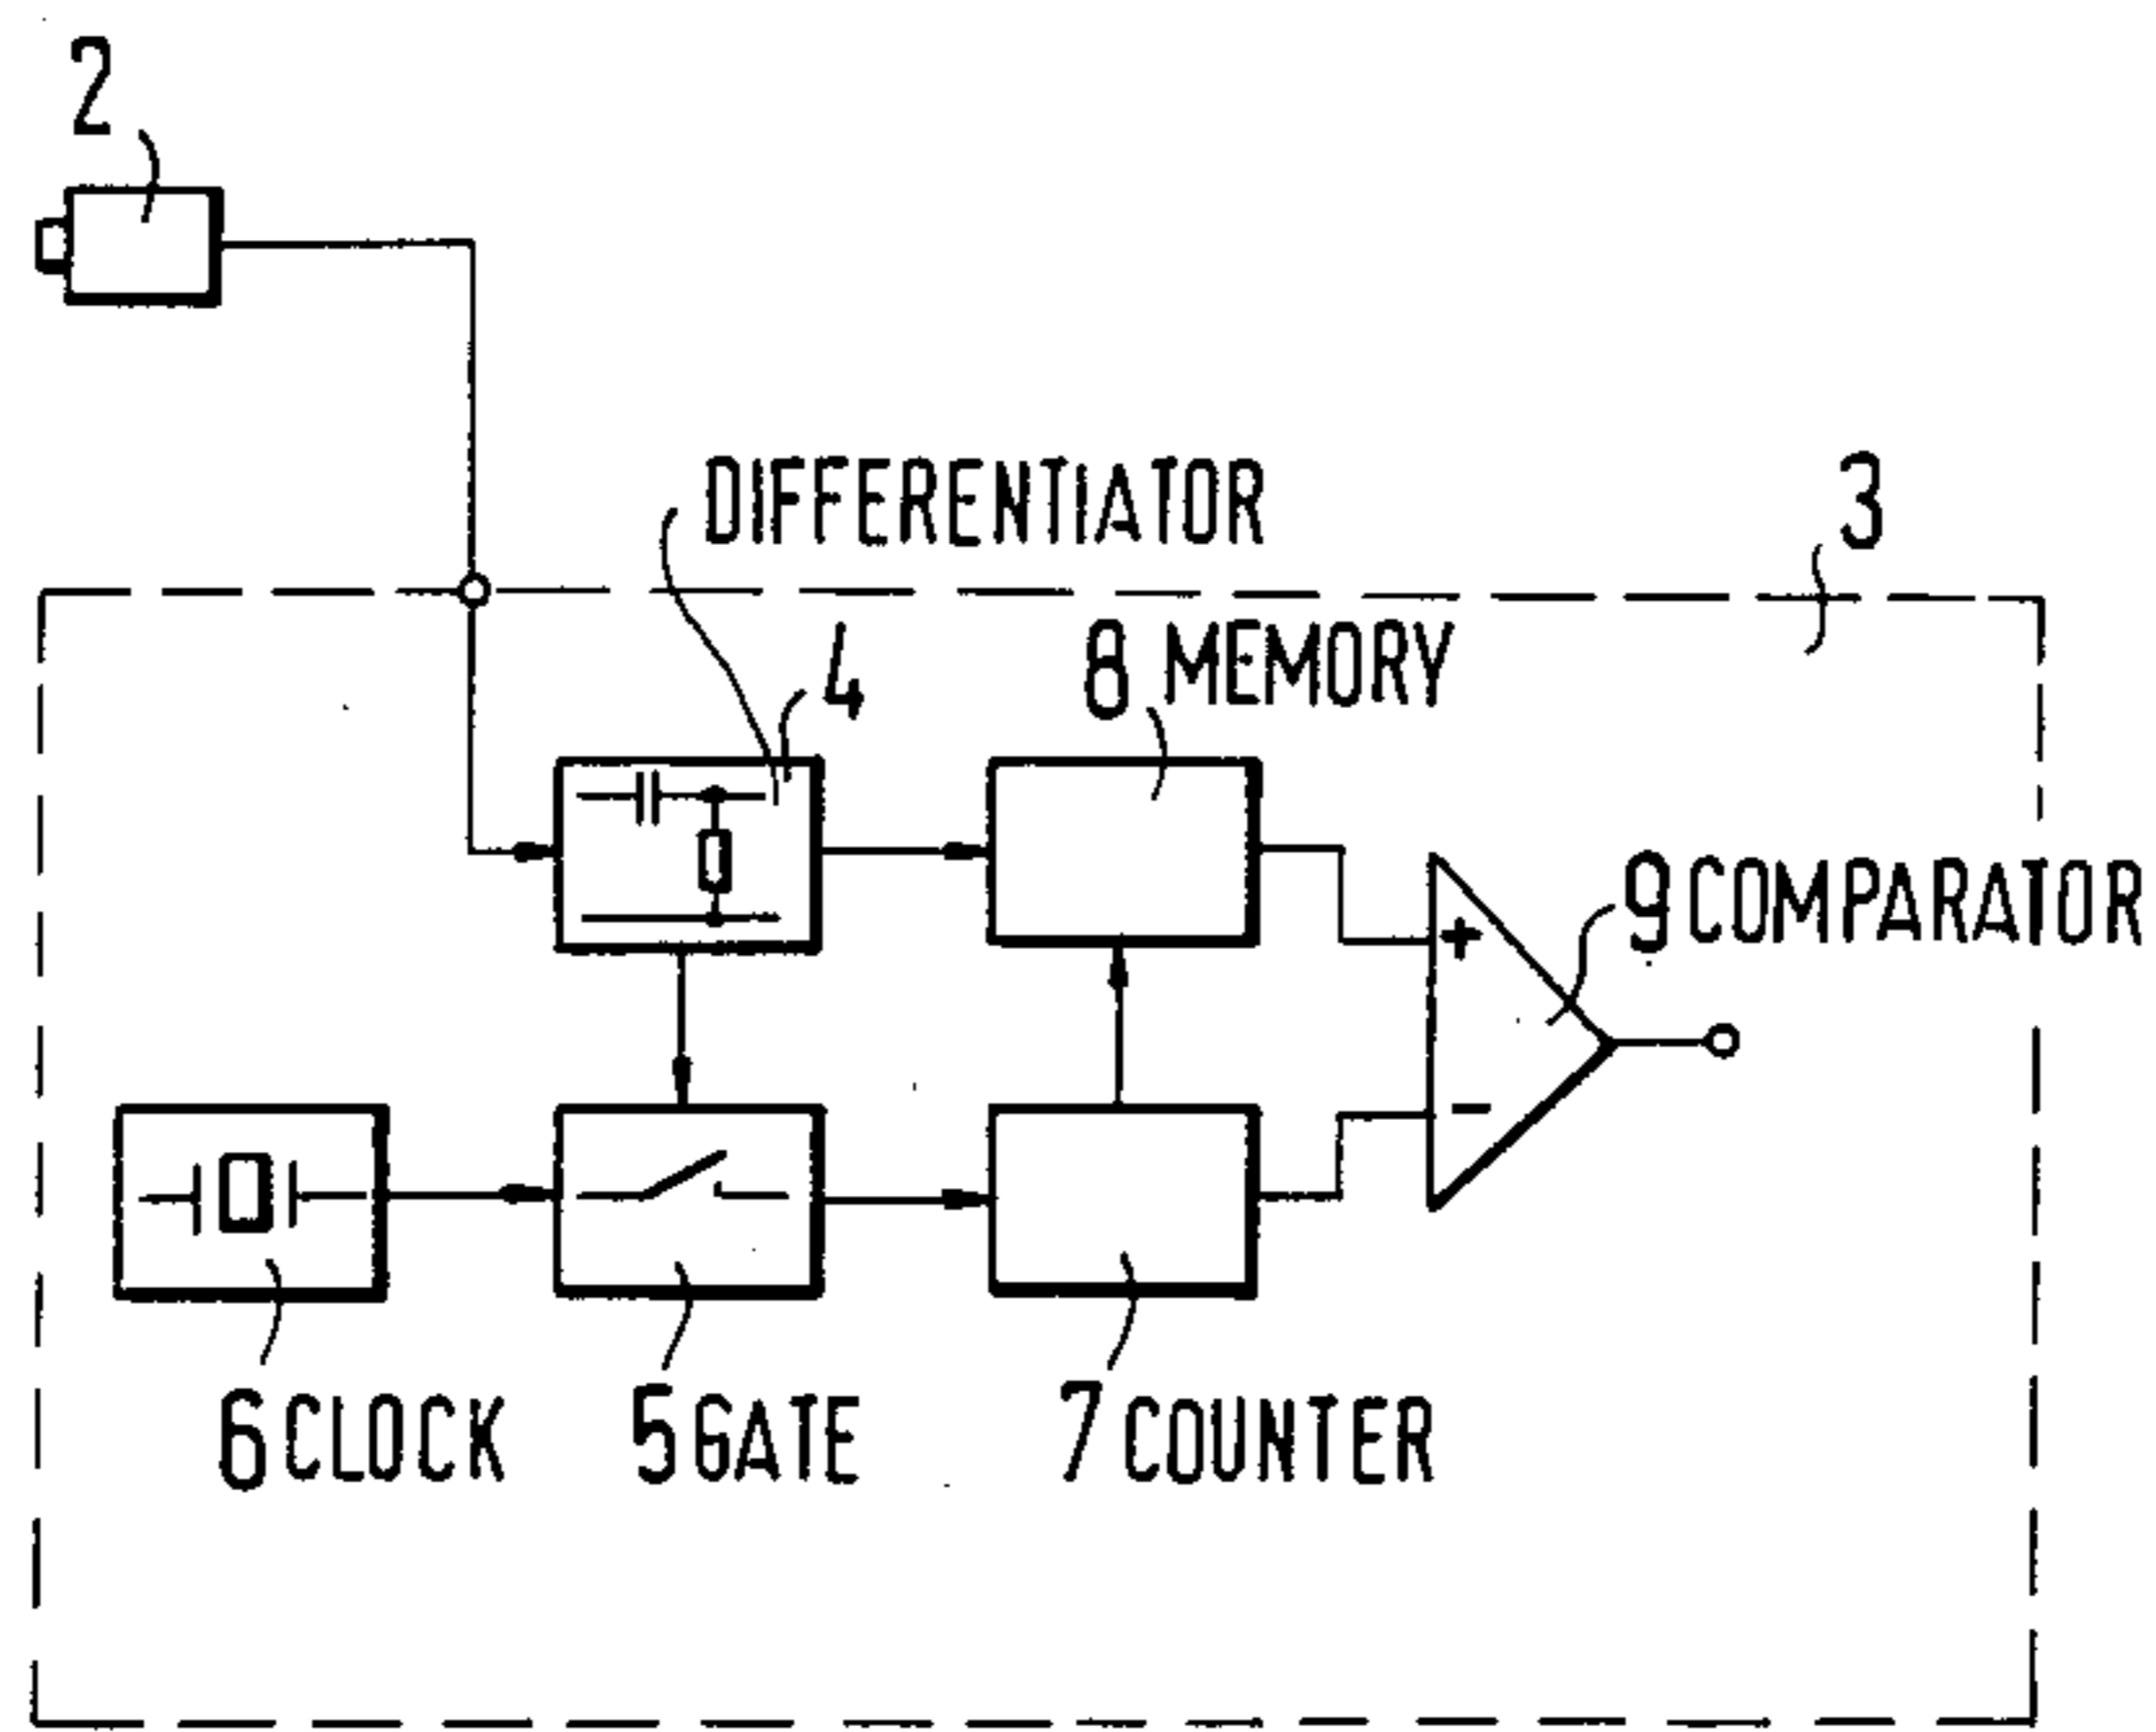 2
DIFFERENTIATOR
3
4
8 MEMORY
+
9 COMPARATOR
-
6 CLOCK
5 GATE
7 COUNTER